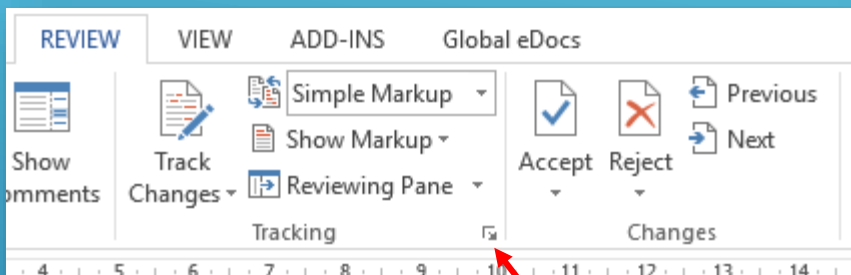 REVIEW VIEW ADD-INS Global eDocs
Simple Markup
Previous
Show Markup
Next
Show
Track
Accept Reject
omments
Changes
Reviewing Pane
Tracking
Changes
4 5 6 7 8 9 10 11 12 13 14